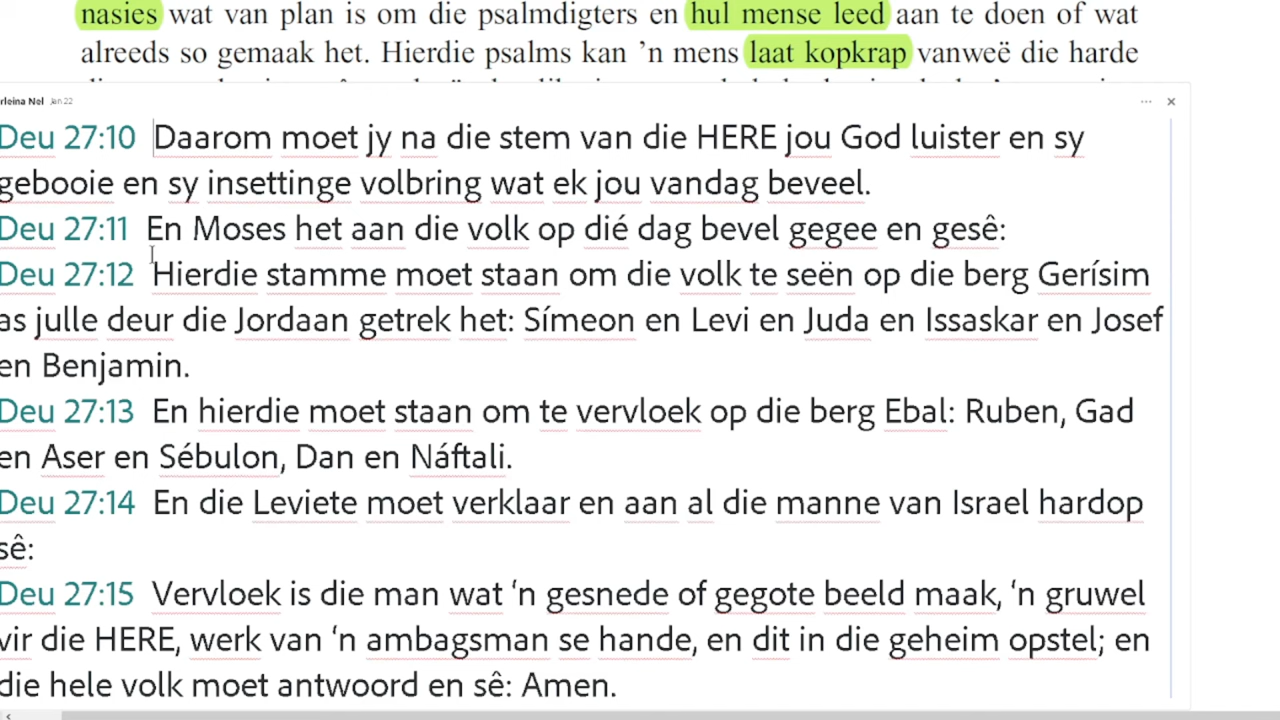 nasies wat van plan is om die psalmdigters en hul mense leed aan te doen of wat
alreeds so gemaak het. Hierdie psalms kan ’n mens laat kopkrap vanweë die harde
rleina Nel Jan 22
Deu 27:10 Daarom moet jy na die stem van die HERE jou God luister en sy
gebooie en sy insettinge volbring wat ek jou vandag beveel.
Deu 27:11 En Moses het aan die volk op dié dag bevel gegee en gesê:
Deu 27:12 Hierdie stamme moet staan om die volk te seën op die berg Gerísim
as julle deur die Jordaan getrek het: Símeon en Levi en Juda en Issaskar en Josef
en Benjamin.
Deu 27:13 En hierdie moet staan om te vervloek op die berg Ebal: Ruben, Gad
en Aser en Sébulon, Dan en Náftali.
Deu 27:14 En die Leviete moet verklaar en aan al die manne van Israel hardop
sê:
Deu 27:15 Vervloek is die man wat ‘n gesnede of gegote beeld maak, ‘n gruwel
vir die HERE, werk van ‘n ambagsman se hande, en dit in die geheim opstel; en
die hele volk moet antwoord en sê: Amen.